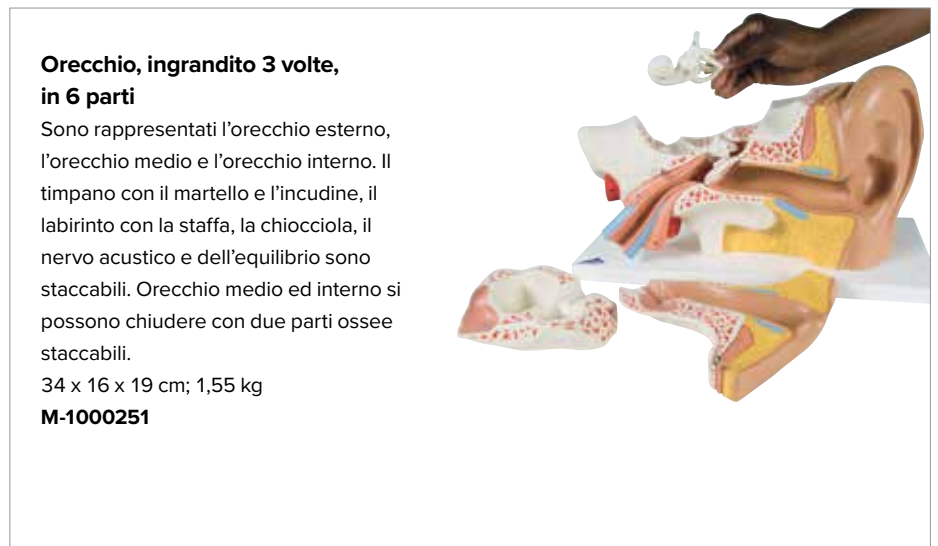 Orecchio, ingrandito 3 volte,
in 6 parti
Sono rappresentati l’orecchio esterno,
l’orecchio medio e l’orecchio interno. Il
timpano con il martello e l’incudine, il
labirinto con la staffa, la chiocciola, il
nervo acustico e dell’equilibrio sono
staccabili. Orecchio medio ed interno si
possono chiudere con due parti ossee
staccabili.
34 x 16 x 19 cm; 1,55 kg
M-1000251